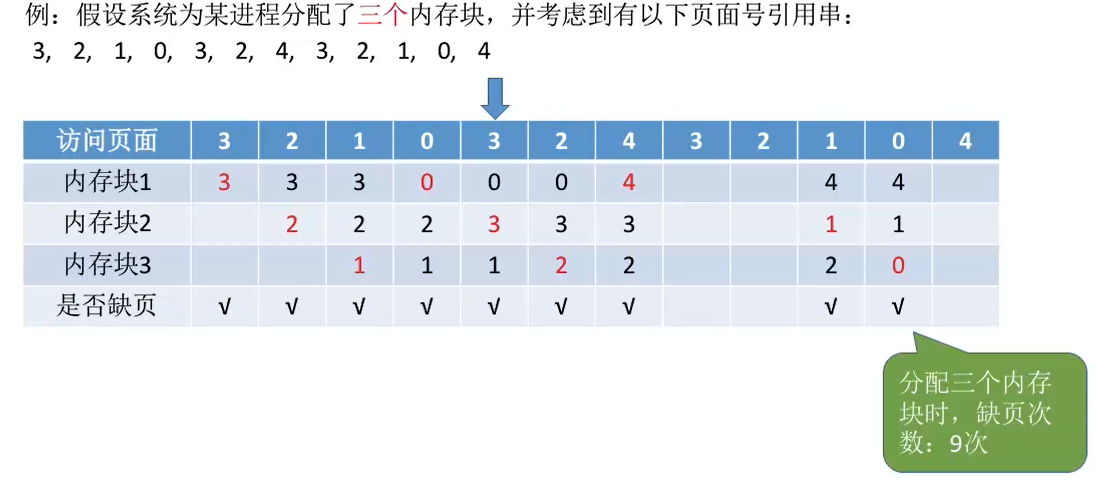 例：假设系统为某进程分配了三个内存块，并考虑到有以下页面号引用串：
3, 2, 1, 0, 3, 2, 4, 3, 2, 1, 0, 4
访问页面 3 2 1 0 3 2 4 3 2 1 0 4
内存块1 3 3 3 0 0 0 4 4 4
内存块2 2 2 2 3 3 3 1 1
内存块3 1 1 1 2 2 2 0
是否缺页 √ √ √ √ √ √ √ √ √
分配三个内存
块时，缺页次
数：9次